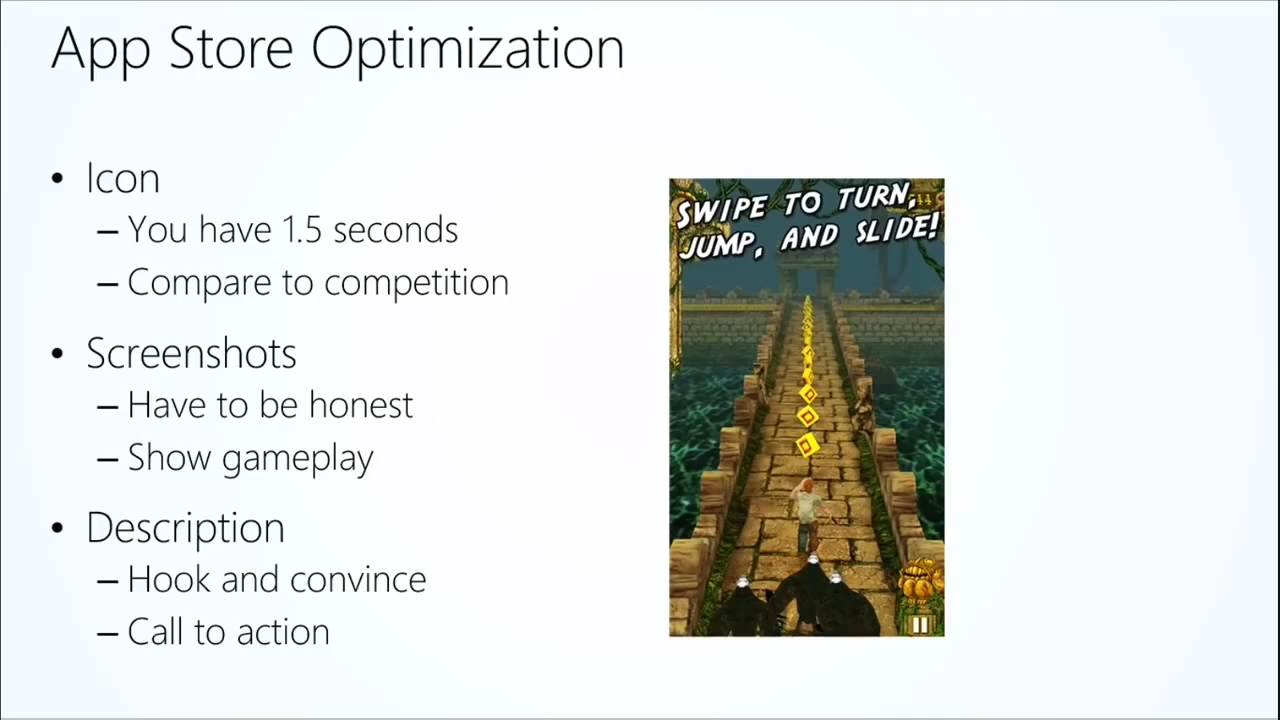 App Store Optimization
• Icon
– You have 1.5 seconds
– Compare to competition
• Screenshots
– Have to be honest
– Show gameplay
• Description
– Hook and convince
– Call to action
SWIPE TO TURN,
JUMP, AND SLIDE!